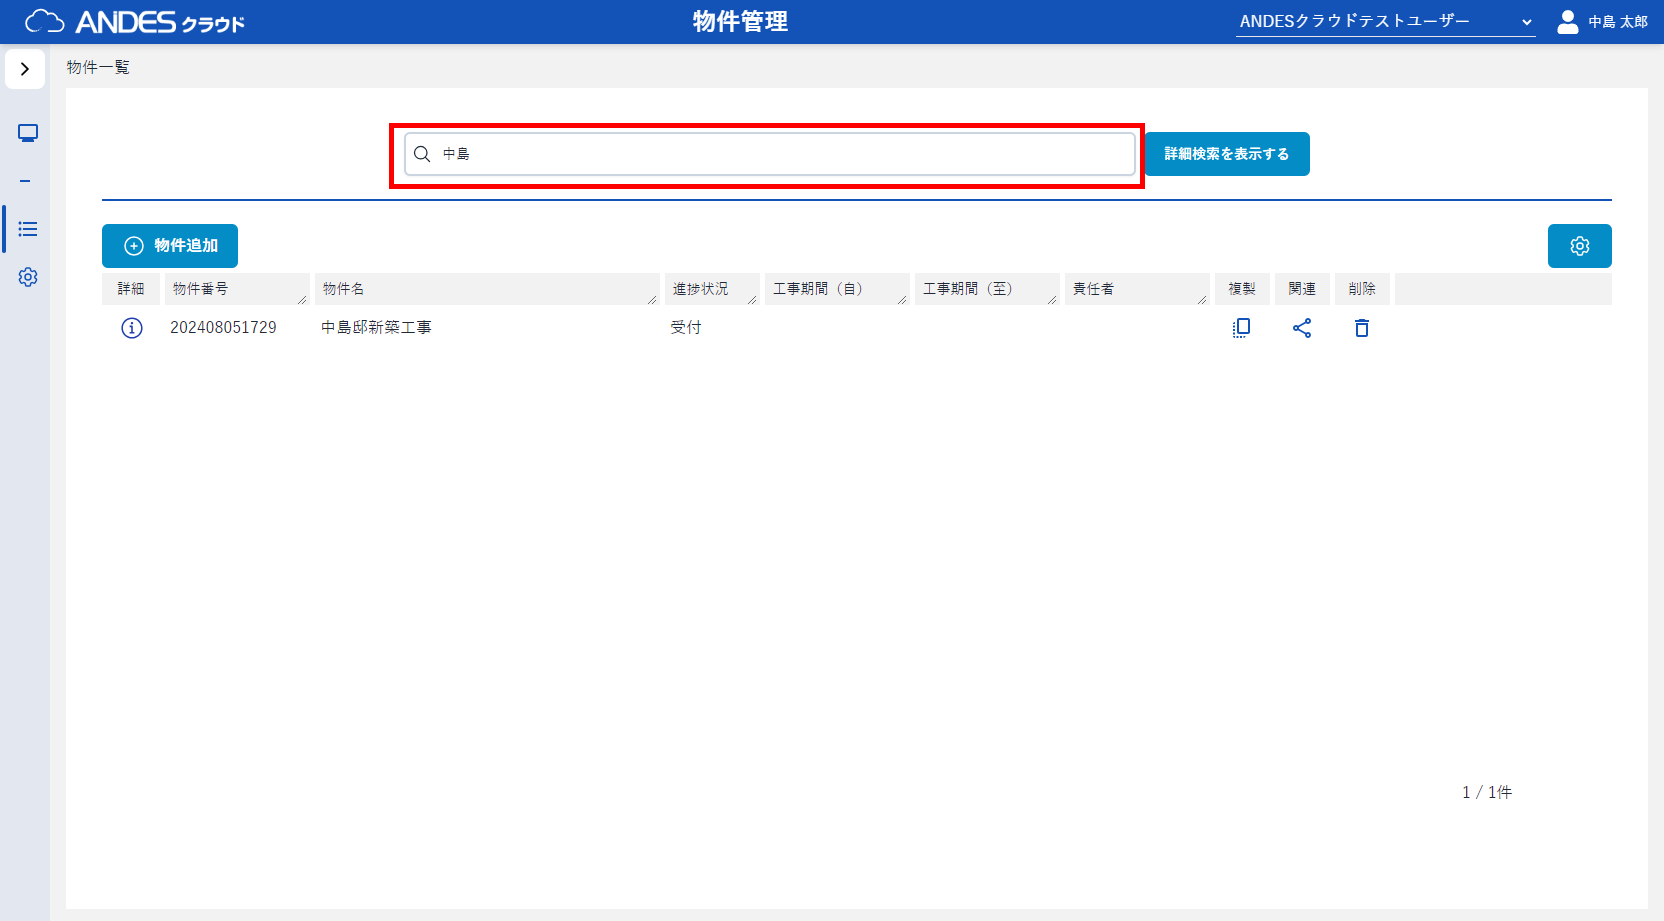 ANDES クラウド
物件管理
ANDESクラウドテストユーザー
中島 太郎
物件一覧
中島
詳細検索を表示する
物件追加
詳細 物件番号 物件名 進捗状況 工事期間（自） 工事期間（至） 責任者 複製 関連 削除
202408051729 中島邸新築工事 受付
1 / 1件